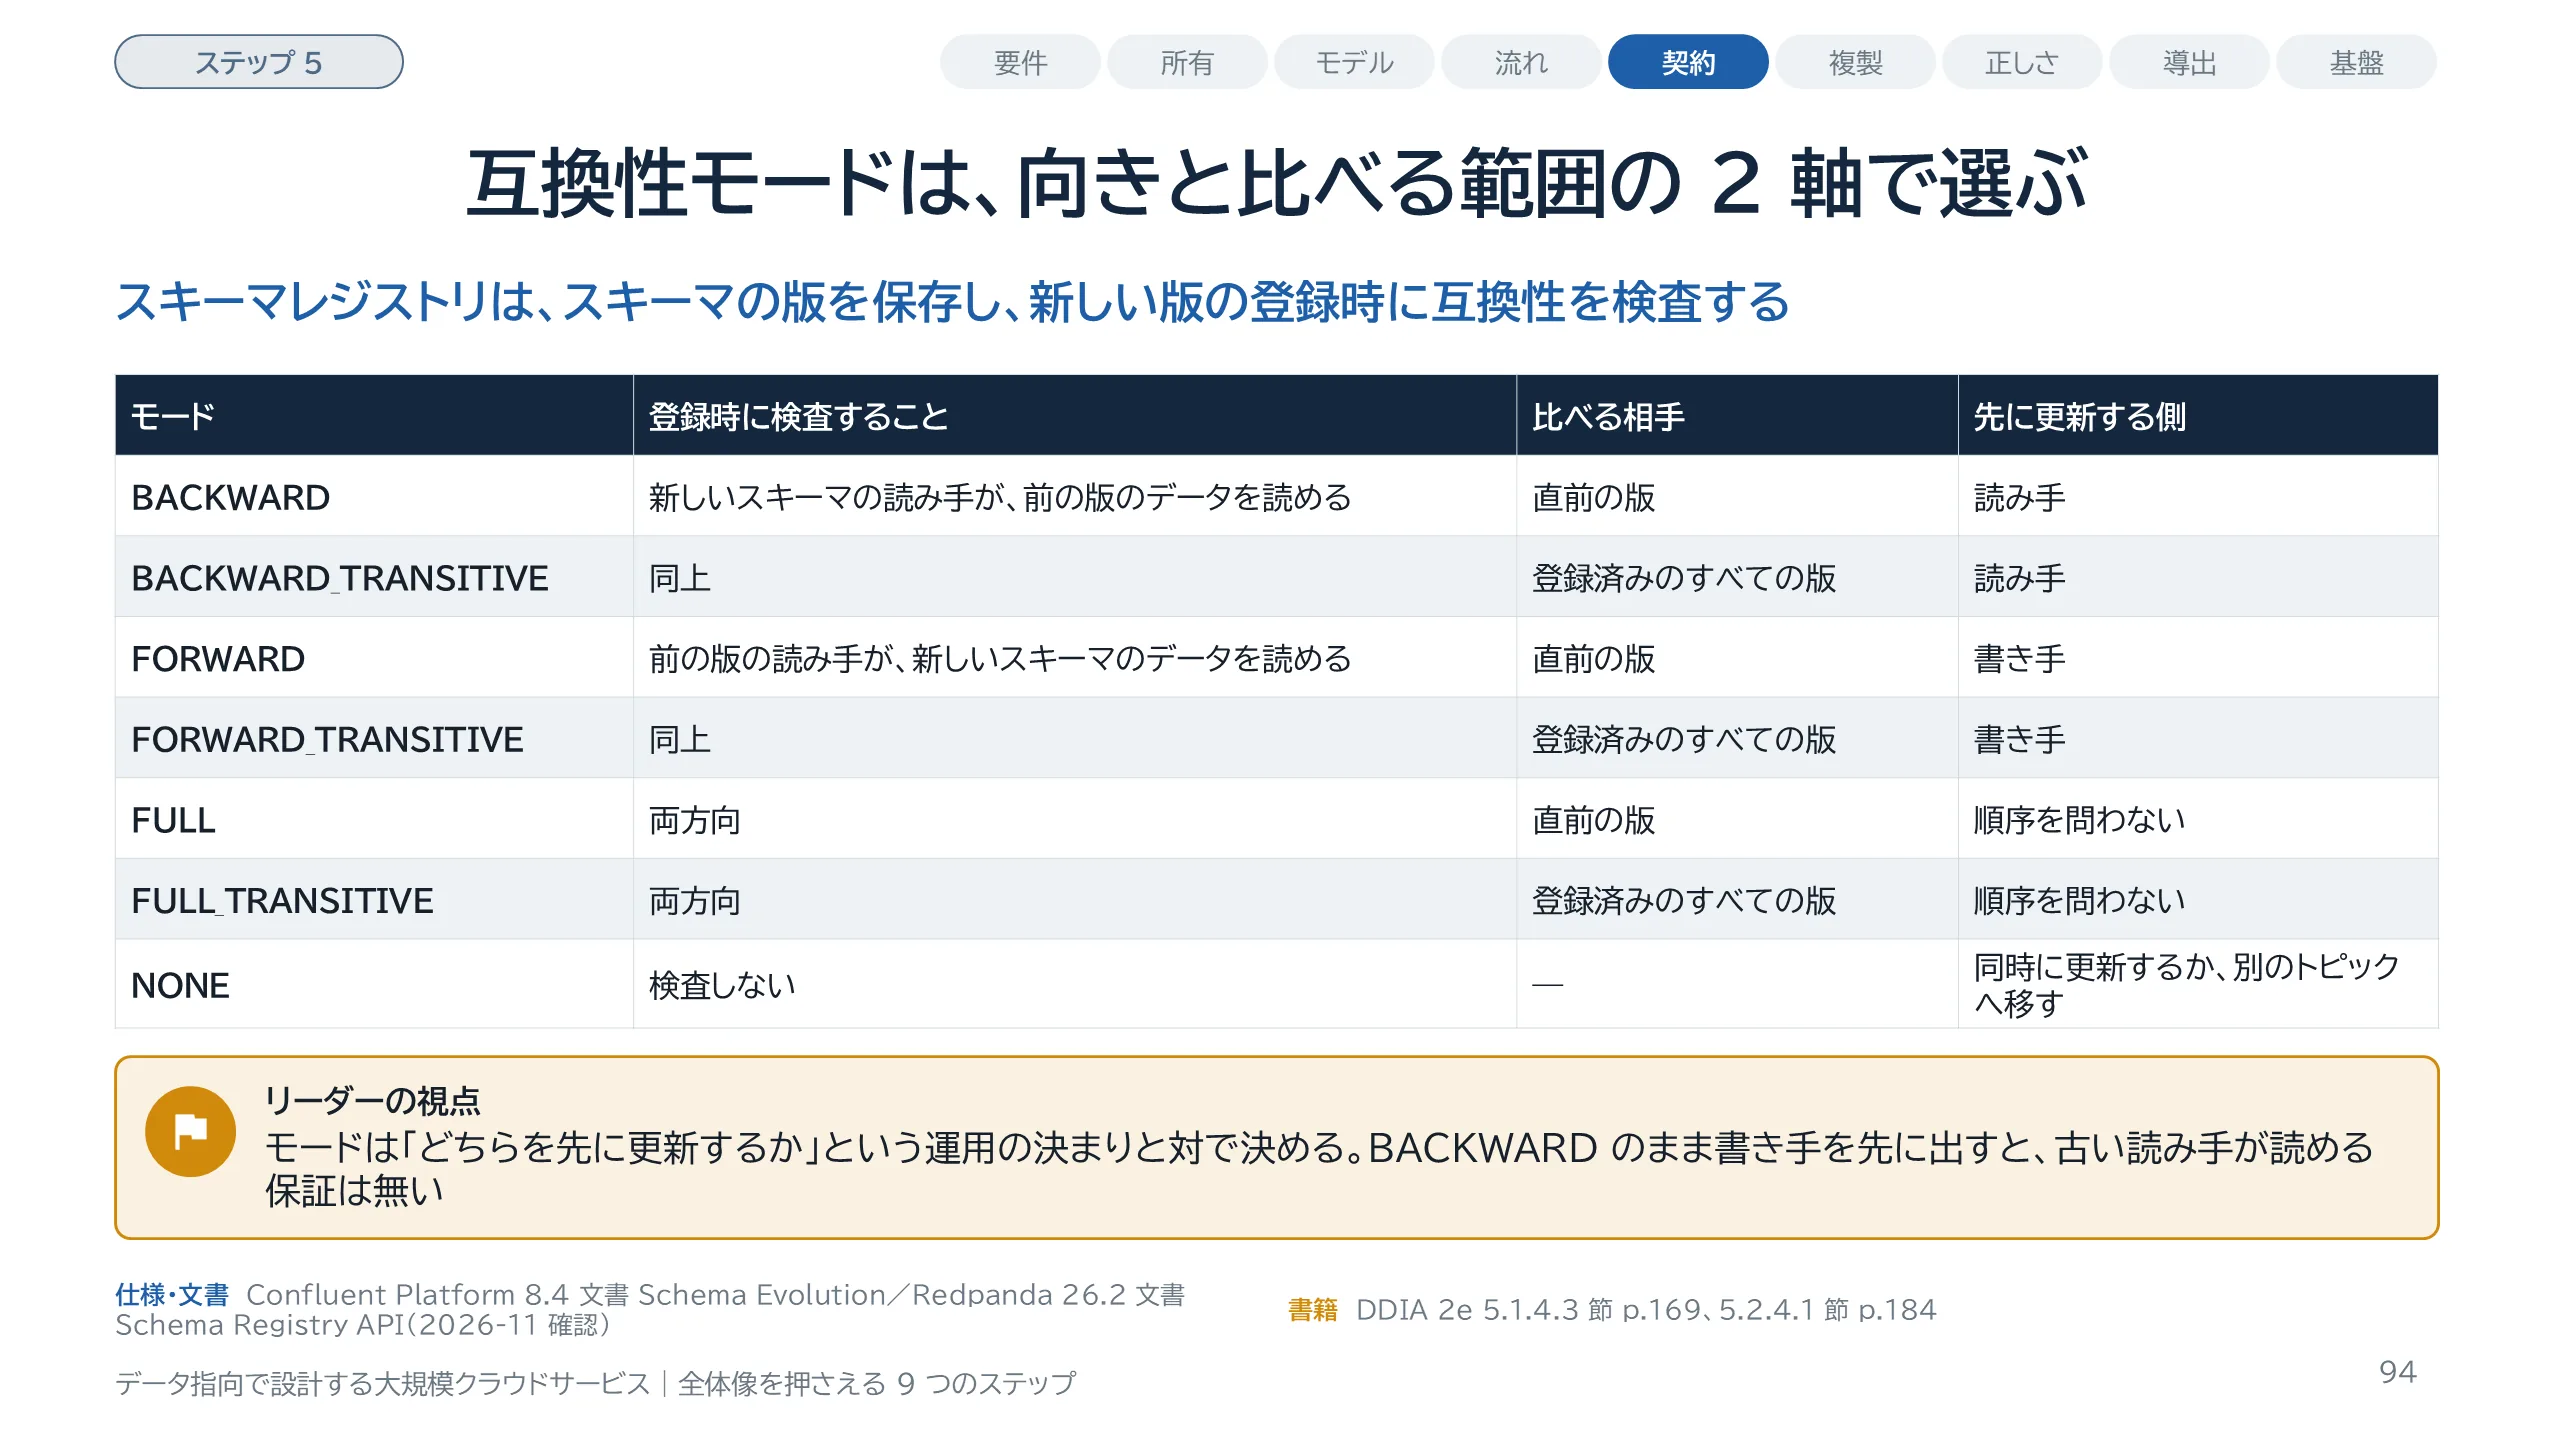 ステップ 5
要件
所有
モデル
流れ
契約
複製
正しさ
導出
基盤
互換性モードは、向きと比べる範囲の 2 軸で選ぶ
スキーマレジストリは、スキーマの版を保存し、新しい版の登録時に互換性を検査する
モード 登録時に検査すること 比べる相手 先に更新する側
BACKWARD 新しいスキーマの読み手が、前の版のデータを読める 直前の版 読み手
BACKWARD_TRANSITIVE 同上 登録済みのすべての版 読み手
FORWARD 前の版の読み手が、新しいスキーマのデータを読める 直前の版 書き手
FORWARD_TRANSITIVE 同上 登録済みのすべての版 書き手
FULL 両方向 直前の版 順序を問わない
FULL_TRANSITIVE 両方向 登録済みのすべての版 順序を問わない
NONE 検査しない — 同時に更新するか、別のトピック
へ移す
リーダーの視点
モードは「どちらを先に更新するか」という運用の決まりと対で決める。BACKWARD のまま書き手を先に出すと、古い読み手が読める
保証は無い
仕様・文書 Confluent Platform 8.4 文書 Schema Evolution／Redpanda 26.2 文書
Schema Registry API（2026-11 確認）
書籍 DDIA 2e 5.1.4.3 節 p.169、5.2.4.1 節 p.184
データ指向で設計する大規模クラウドサービス｜全体像を押さえる 9 つのステップ
94